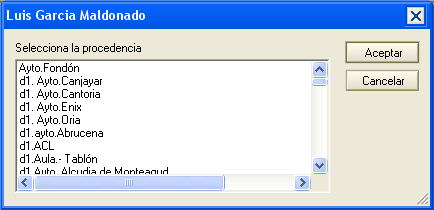 Luis Garcia Maldonado
Selecciona la procedencia
Ayto.Fondón
d1. Ayto.Canjayar
d1. Ayto.Cantoria
d1. Ayto.Enix
d1. Ayto.Oria
d1.ayto.Abrucena
d1.ACL
d1.Aula.- Tablón
d1.Auto. Alcudia de Monteagud
Aceptar
Cancelar